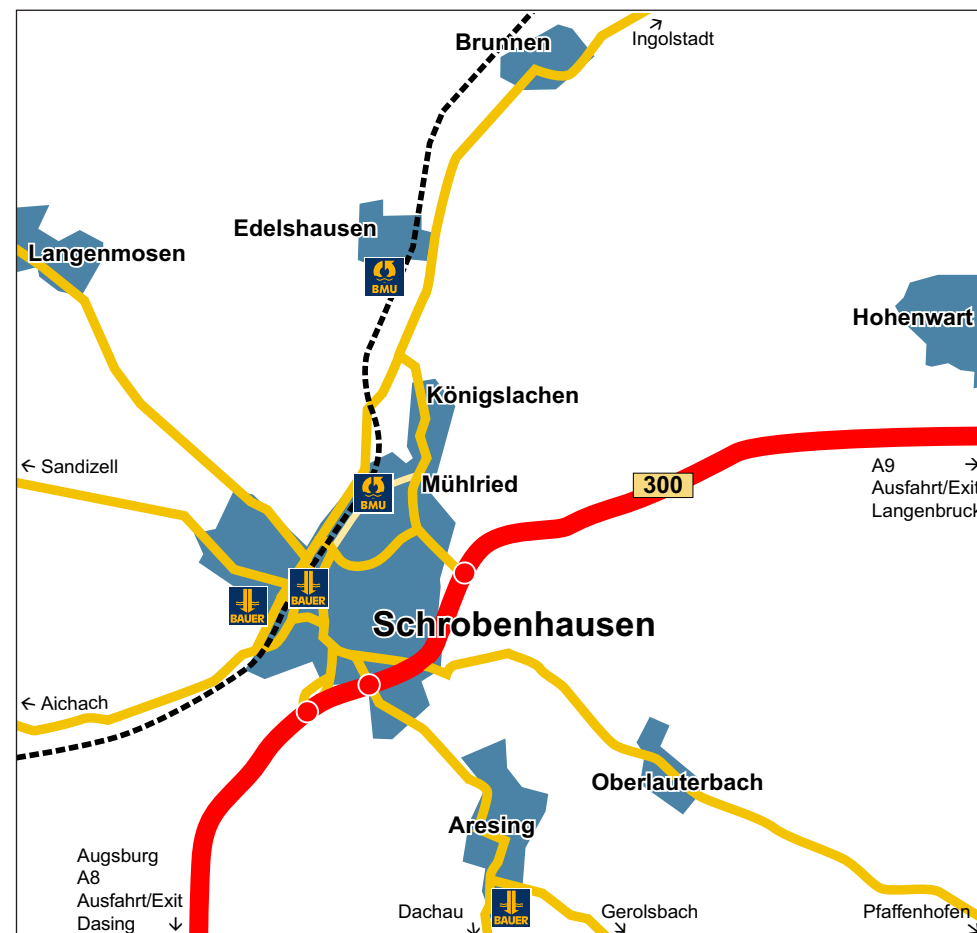 Brunnen
↗
Ingolstadt
Edelshausen
Langenmosen
BMU
Hohenwart
Königslachen
← Sandizell
Mühlried
300
A9 →
Ausfahrt/Exit
Langenbruck
BMU
BAUER
BAUER
Schrobenhausen
← Aichach
Oberlauterbach
Aresing
Augsburg
A8
Ausfahrt/Exit
Dasing ↓
BAUER
Dachau ↓
Gerolsbach ↘
Pfaffenhofen ↘